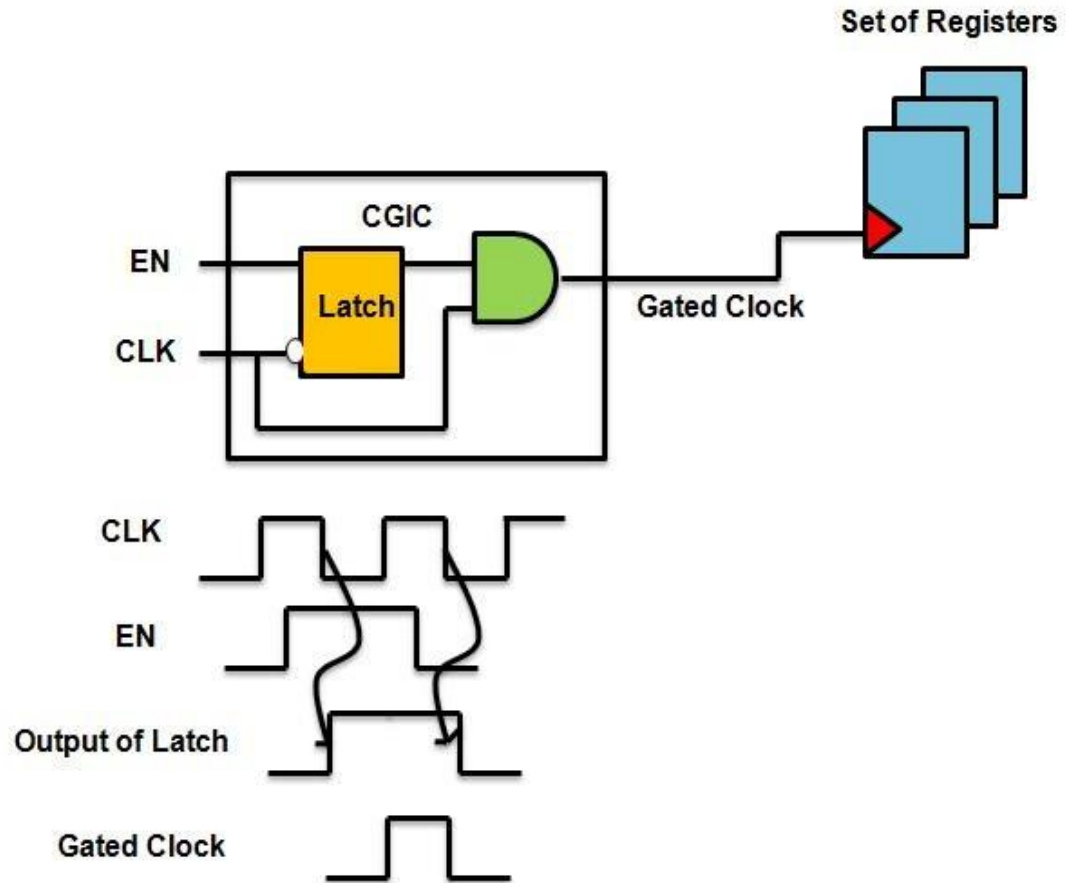 Set of Registers
CGIC
EN
Latch
CLK
Gated Clock
CLK
EN
Output of Latch
Gated Clock